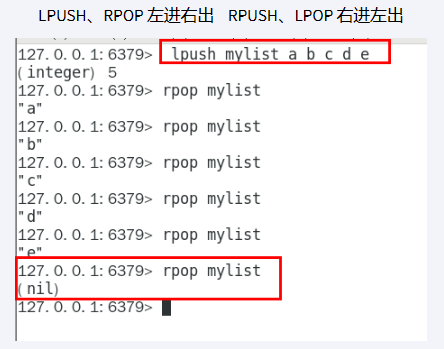 LPUSH、RPOP 左进右出 RPUSH、LPOP 右进左出
127.0.0.1:6379> lpush mylist a b c d e
(integer) 5
127.0.0.1:6379> rpop mylist
"a"
127.0.0.1:6379> rpop mylist
"b"
127.0.0.1:6379> rpop mylist
"c"
127.0.0.1:6379> rpop mylist
"d"
127.0.0.1:6379> rpop mylist
"e"
127.0.0.1:6379> rpop mylist
(nil)
127.0.0.1:6379>